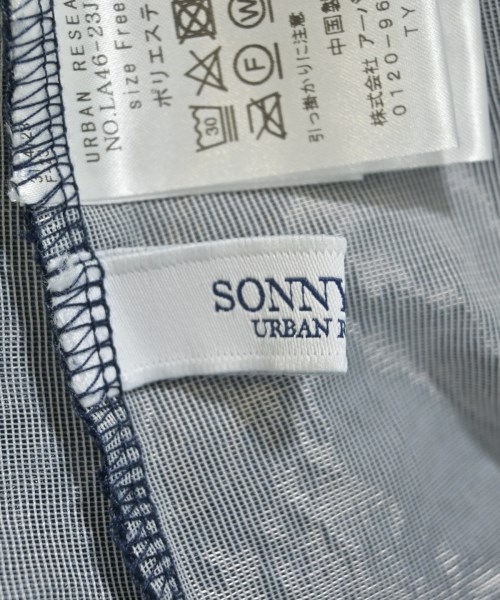 URBAN RESEA
NO.LA46-23J
size Free
ポリエステ
30
F
W
引っ掛かりに注意
中国製
株式会社 アー
0120-96
TY
SONNY
URBAN R